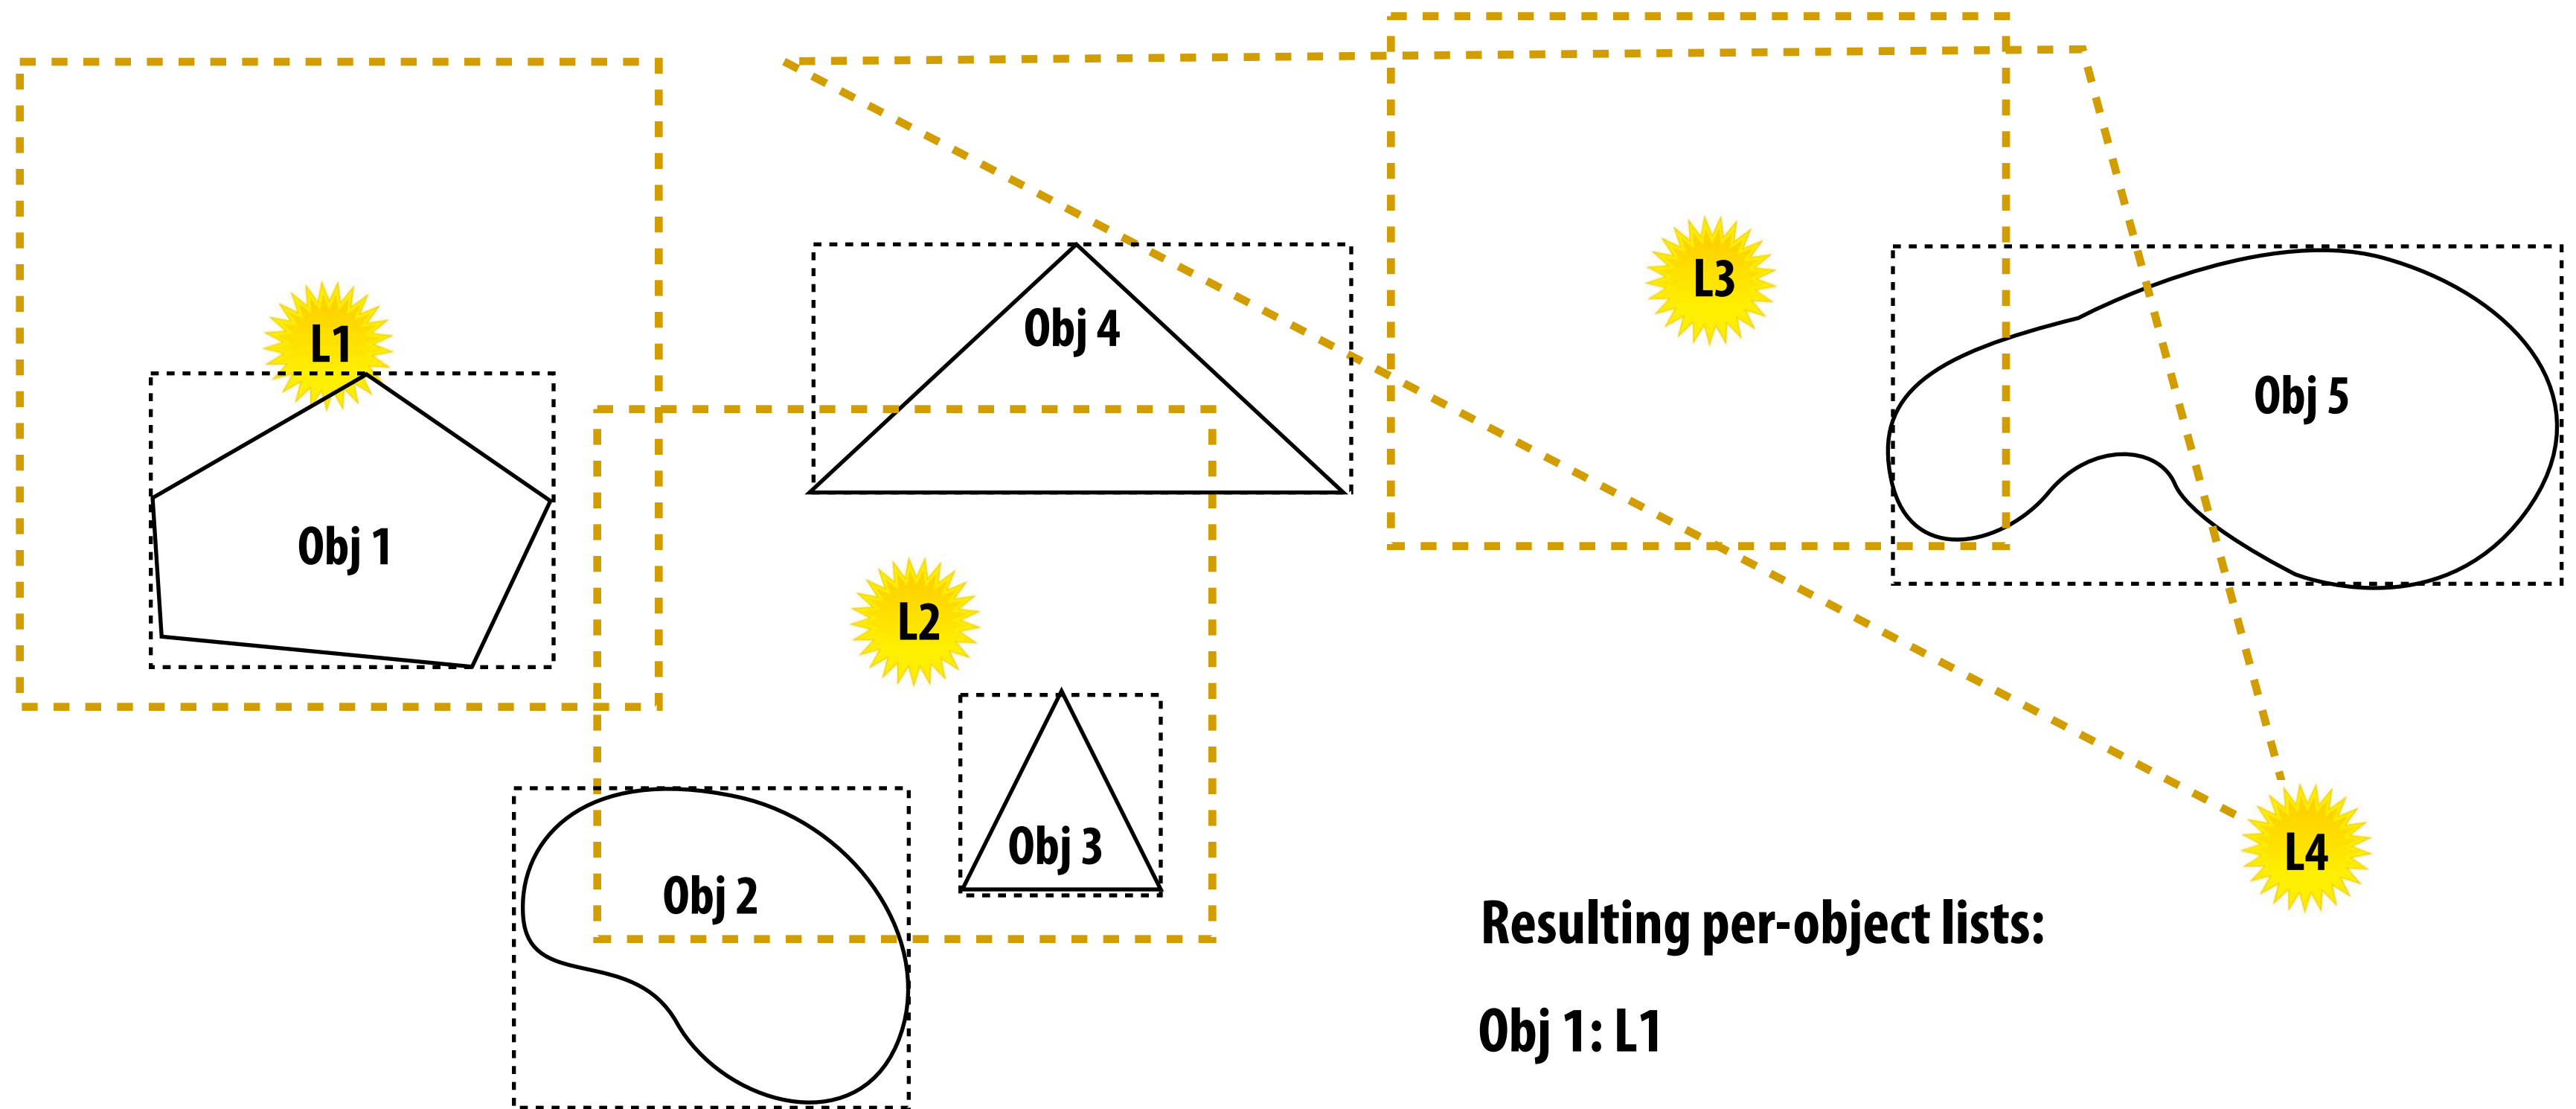 L1
L3
Obj 4
Obj 5
Obj 1
L2
Obj 3
L4
Obj 2
Resulting per-object lists:
Obj 1: L1